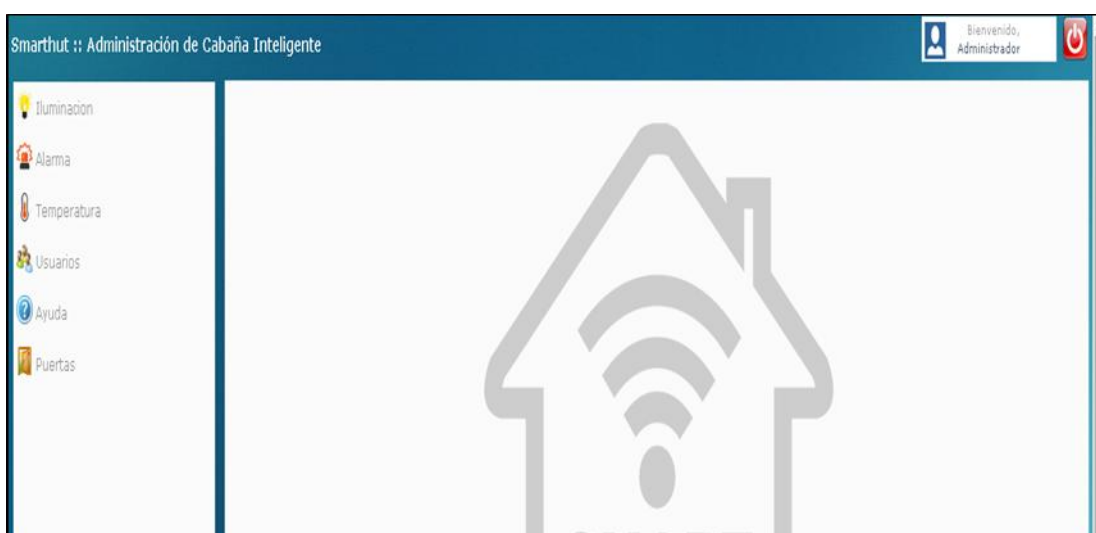 Smarthut :: Administración de Cabaña Inteligente
Bienvenido,
Administrador
Iluminacion
Alarma
Temperatura
Usuarios
Ayuda
Puertas